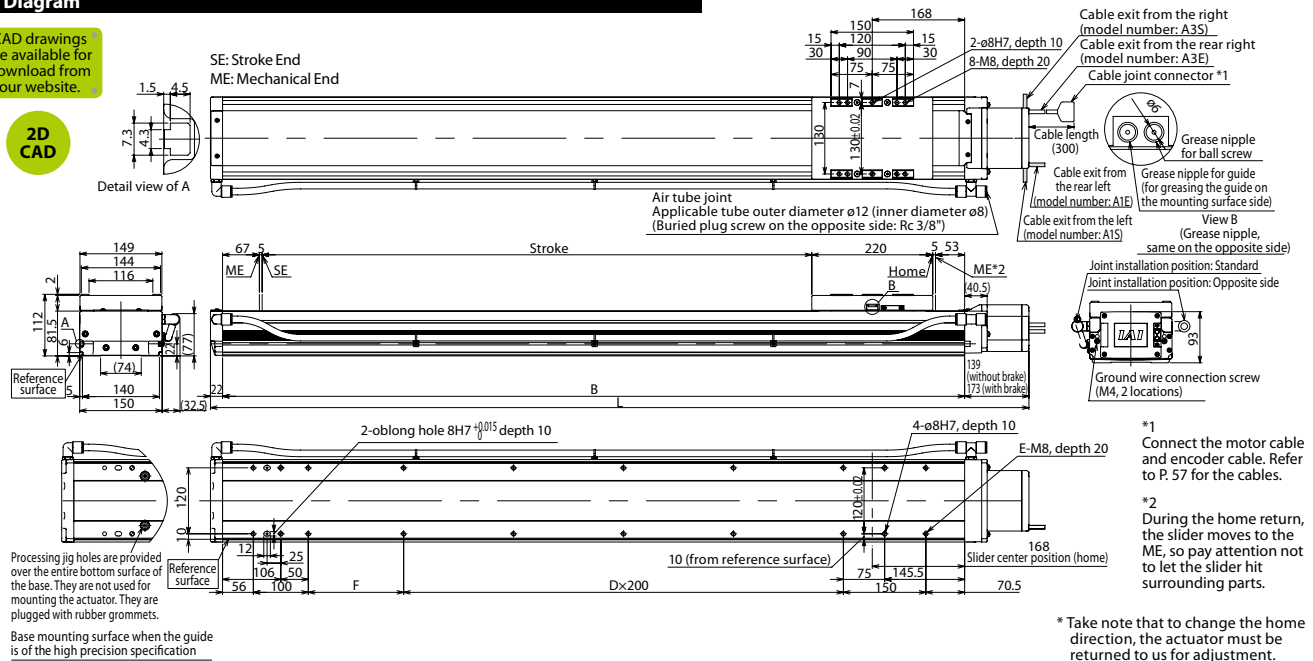 Diagram
CAD drawings
e available for
ownload from
our website.
2D
CAD
SE: Stroke End
ME: Mechanical End
1.5
4.5
7.3
4.3
Detail view of A
168
150
15
120
15
30
90
30
75
75
7
130
130±0.02
2-ø8H7, depth 10
8-M8, depth 20
Cable exit from the right
(model number: A3S)
Cable exit from the rear right
(model number: A3E)
Cable joint connector *1
Cable length
(300)
ø6
Grease nipple
for ball screw
Grease nipple for guide
(for greasing the guide on
the mounting surface side)
View B
(Grease nipple,
same on the opposite side)
Cable exit from
the rear left
(model number: A1E)
Cable exit from the left
(model number: A1S)
Air tube joint
Applicable tube outer diameter ø12 (inner diameter ø8)
(Buried plug screw on the opposite side: Rc 3/8")
149
144
116
2
112
81.5
A
6
22
(77)
(74)
Reference
surface
5
140
150
(32.5)
67
5
Stroke
220
5
53
ME
SE
Home
ME*2
B
(40.5)
139
(without brake)
173 (with brake)
22
B
L
Joint installation position: Standard
Joint installation position: Opposite side
IAI
93
Ground wire connection screw
(M4, 2 locations)
2-oblong hole 8H7 +0.015 0 depth 10
4-ø8H7, depth 10
E-M8, depth 20
120
10
120±0.02
12
25
106
50
56
100
F
D×200
10 (from reference surface)
75
145.5
150
70.5
168
Slider center position (home)
Reference
surface
Processing jig holes are provided
over the entire bottom surface of
the base. They are not used for
mounting the actuator. They are
plugged with rubber grommets.
Base mounting surface when the guide
is of the high precision specification
*1
Connect the motor cable
and encoder cable. Refer
to P. 57 for the cables.
*2
During the home return,
the slider moves to the
ME, so pay attention not
to let the slider hit
surrounding parts.
* Take note that to change the home
direction, the actuator must be
returned to us for adjustment.